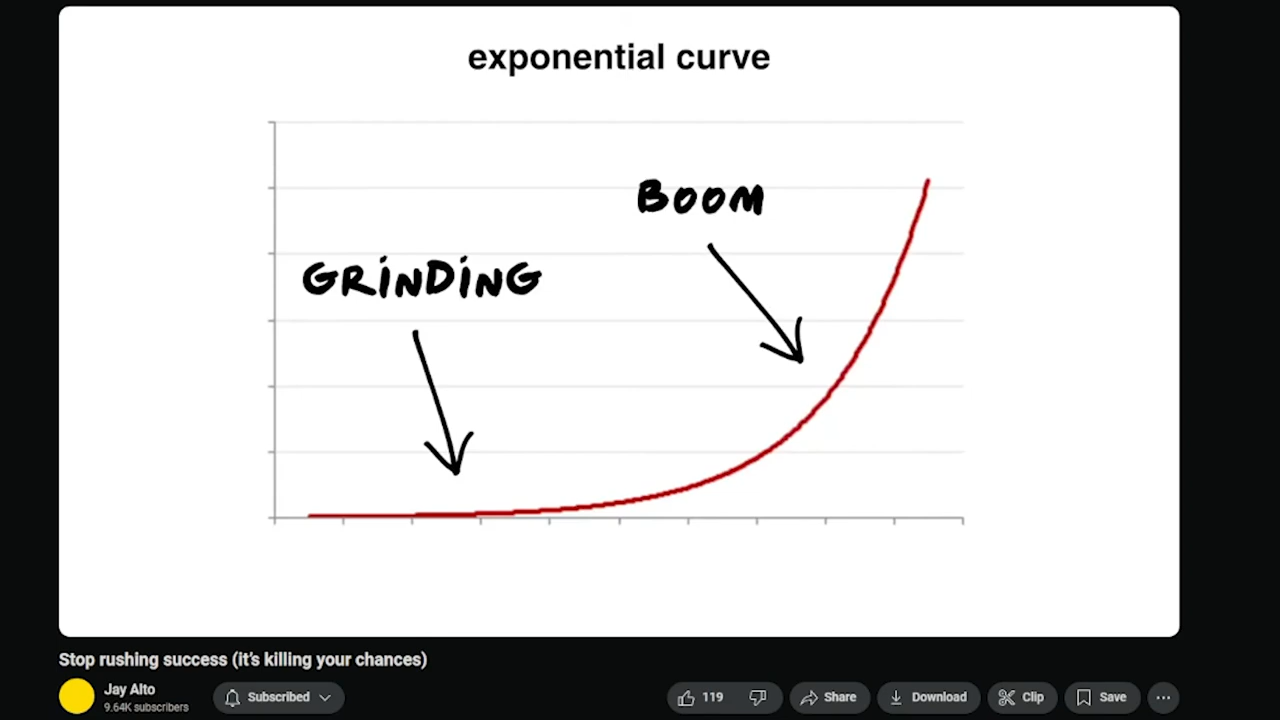 exponential curve
BOOM
GRiNDiNG
Stop rushing success (it's killing your chances)
Jay Alto
9.64K subscribers
Subscribed
119
Share
Download
Clip
Save